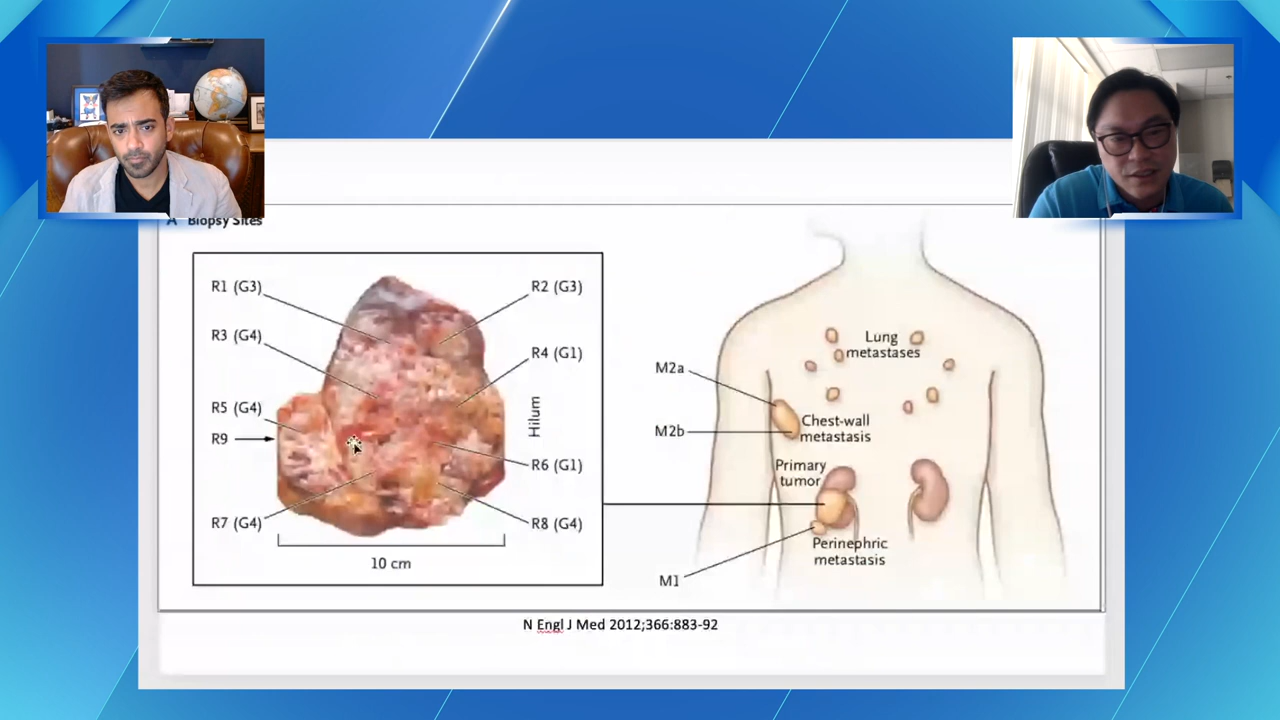 A Biopsy Sites
R1 (G3)
R2 (G3)
R3 (G4)
R4 (G1)
R5 (G4)
Hilum
R9
R6 (G1)
R7 (G4)
R8 (G4)
10 cm
Lung
metastases
M2a
Chest-wall
metastasis
M2b
Primary
tumor
Perinephric
metastasis
M1
N Engl J Med 2012;366:883-92